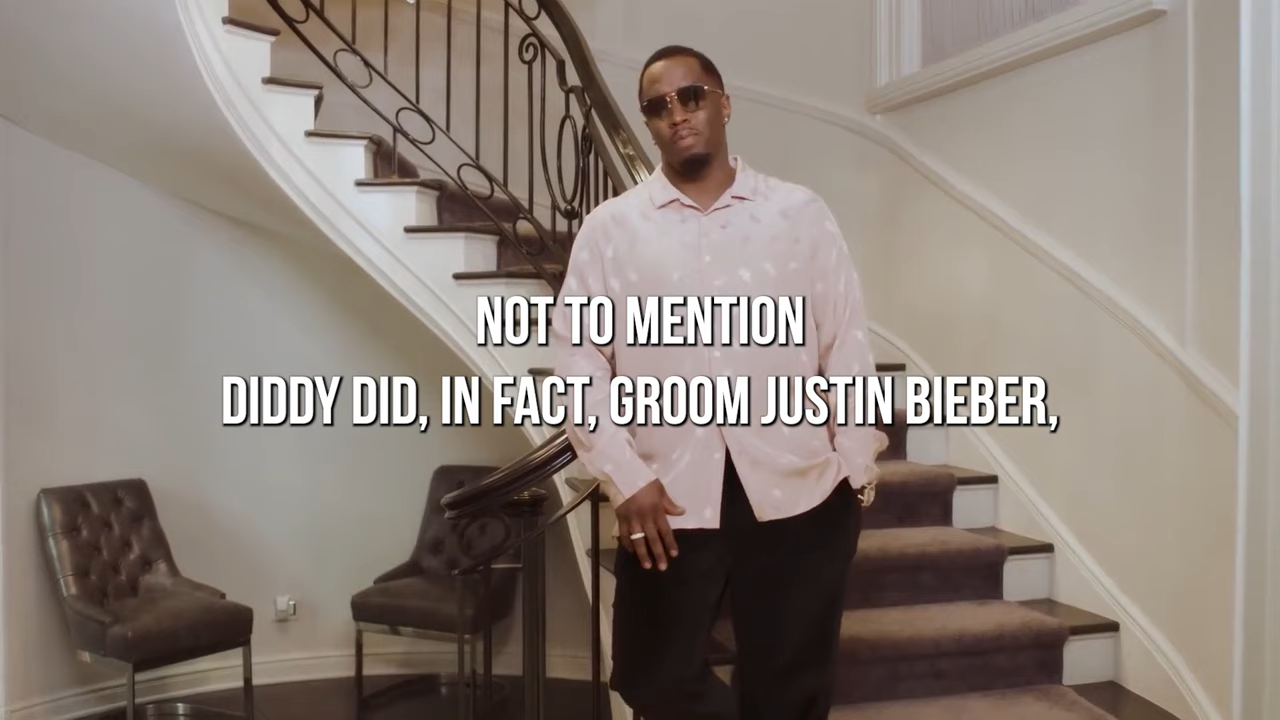 NOT TO MENTION
DIDDY DID, IN FACT, GROOM JUSTIN BIEBER,